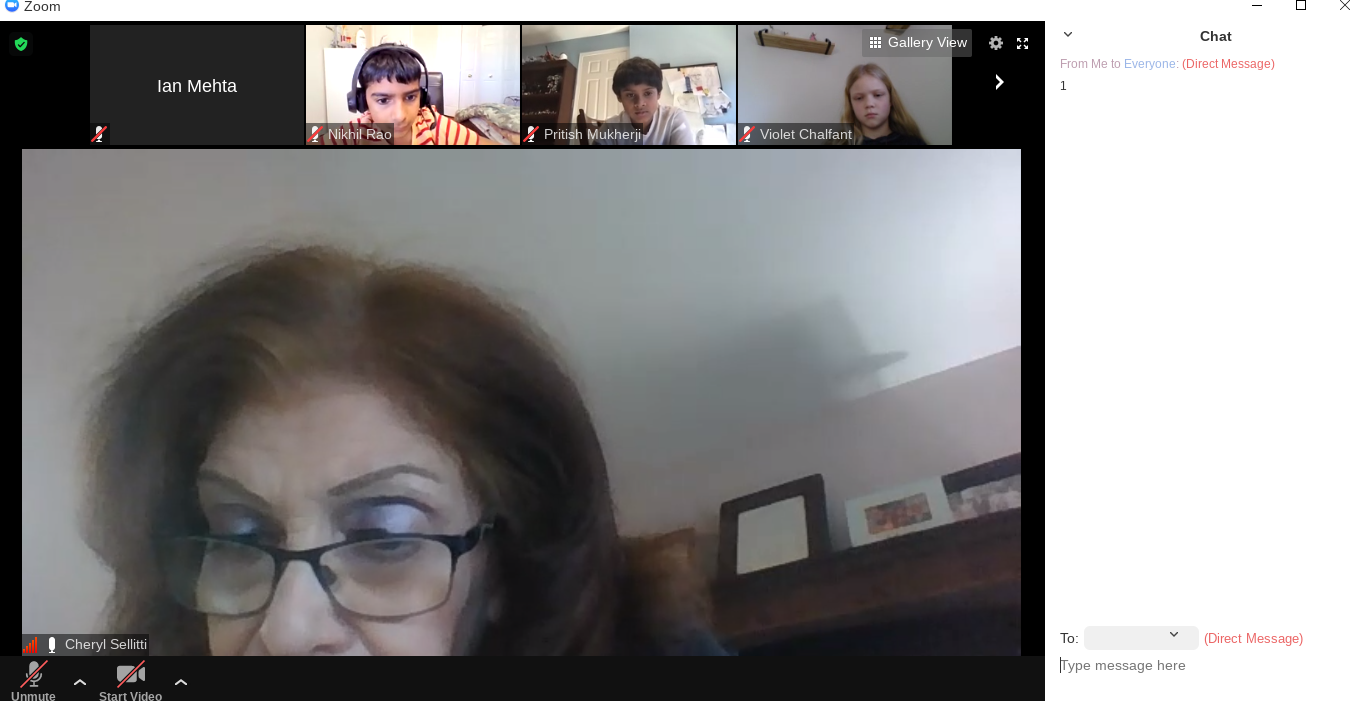 Zoom
Ian Mehta
Gallery View
Nikhil Rao
Pritish Mukherji
Violet Chalfant
Chat
From Me to Everyone: (Direct Message)
1
Cheryl Sellitti
To:
(Direct Message)
Type message here
Unmute
Start Video